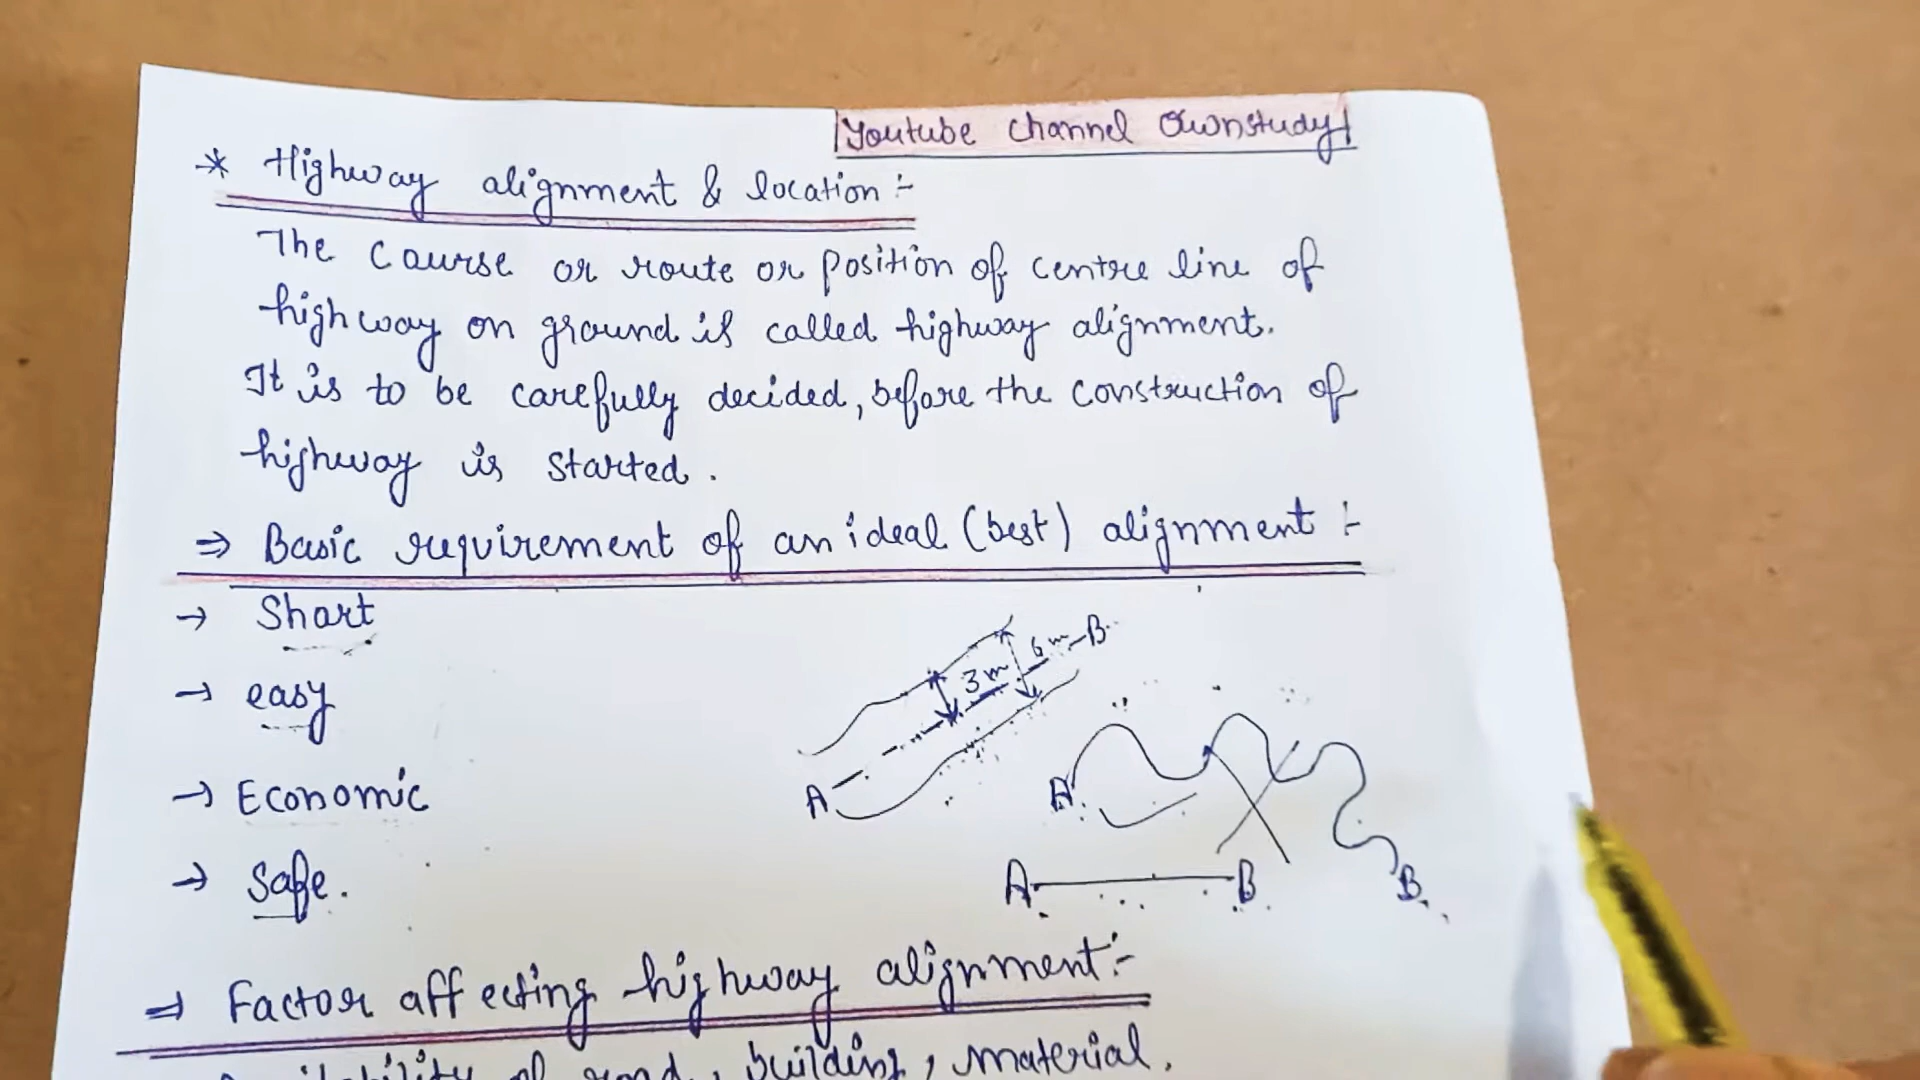 Youtube channel Ownstudy
* Highway alignment & location :-
The course or route or position of centre line of
highway on ground is called highway alignment.
It is to be carefully decided, before the construction of
highway is started.
⇒ Basic requirement of an ideal (best) alignment :-
→ Short
→ easy
→ Economic
→ Safe.
3m
6m
B
A
A
B
A
B
⇒ Factor affecting highway alignment :-
of road, building, material.